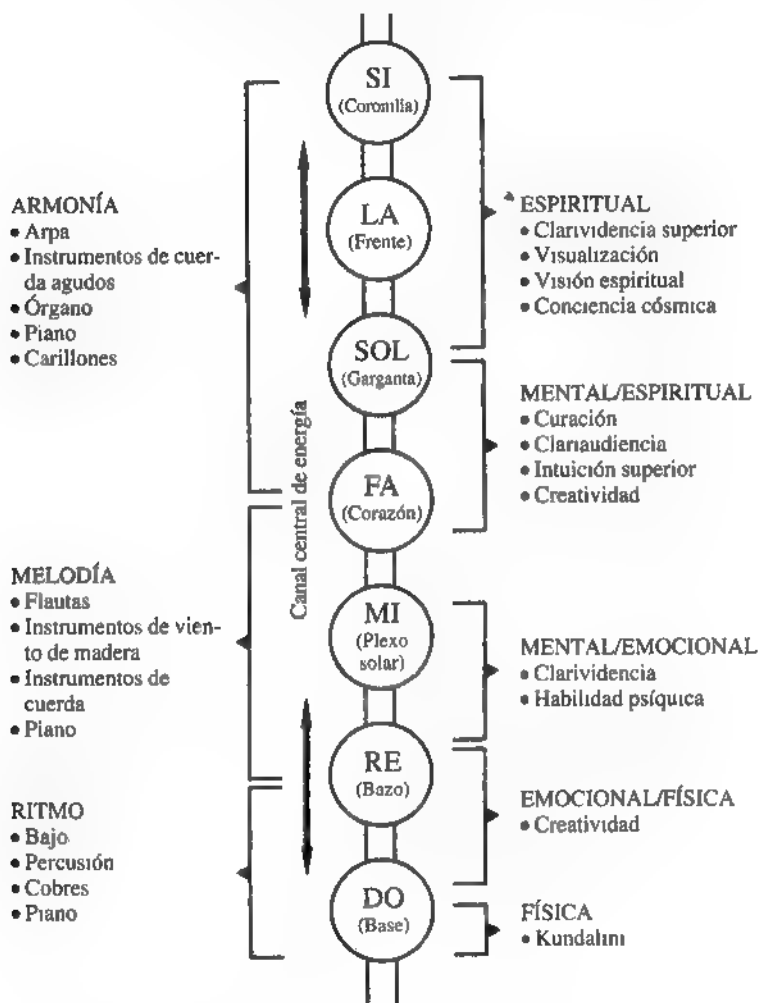 ARMONÍA
• Arpa
• Instrumentos de cuer-
da agudos
• Órgano
• Piano
• Carillones
MELODÍA
• Flautas
• Instrumentos de vien-
to de madera
• Instrumentos de
cuerda
• Piano
RITMO
• Bajo
• Percusión
• Cobres
• Piano
Canal central de energía
SI
(Coronilla)
LA
(Frente)
SOL
(Garganta)
FA
(Corazón)
MI
(Plexo
solar)
RE
(Bazo)
DO
(Base)
ESPIRITUAL
• Clarividencia superior
• Visualización
• Visión espiritual
• Conciencia cósmica
MENTAL/ESPIRITUAL
• Curación
• Clariaudiencia
• Intuición superior
• Creatividad
MENTAL/EMOCIONAL
• Clarividencia
• Habilidad psíquica
EMOCIONAL/FÍSICA
• Creatividad
FÍSICA
• Kundalini